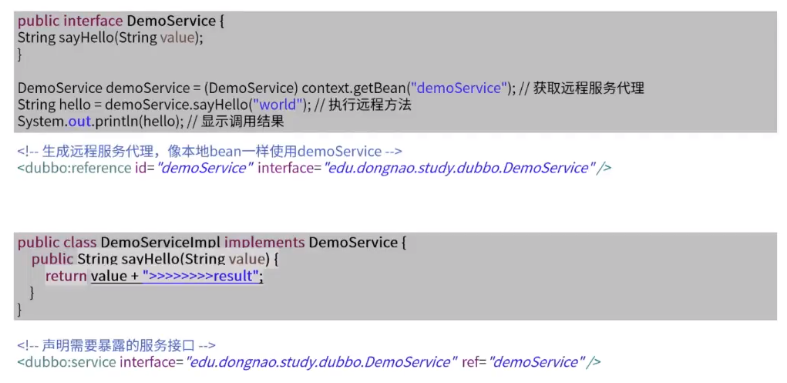 public interface DemoService {
String sayHello(String value);
}
DemoService demoService = (DemoService) context.getBean("demoService"); // 获取远程服务代理
String hello = demoService.sayHello("world"); // 执行远程方法
System.out.println(hello); // 显示调用结果
<!-- 生成远程服务代理，像本地bean一样使用demoService -->
<dubbo:reference id="demoService" interface="edu.dongnao.study.dubbo.DemoService" />
public class DemoServiceImpl implements DemoService {
public String sayHello(String value) {
return value + ">>>>>>>>result";
}
}
<!-- 声明需要暴露的服务接口 -->
<dubbo:service interface="edu.dongnao.study.dubbo.DemoService" ref="demoService" />